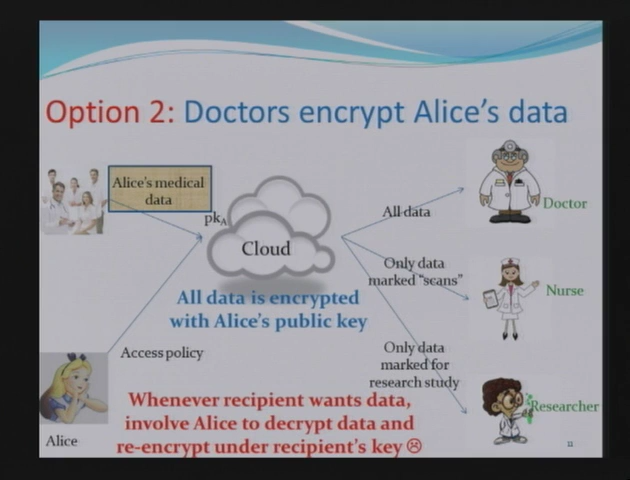 Option 2: Doctors encrypt Alice's data
Alice's medical
data
pkA
Cloud
All data
Doctor
Only data
marked "scans"
Nurse
All data is encrypted
with Alice's public key
Access policy
Only data
marked for
research study
Researcher
Whenever recipient wants data,
involve Alice to decrypt data and
re-encrypt under recipient's key ☹
Alice
11